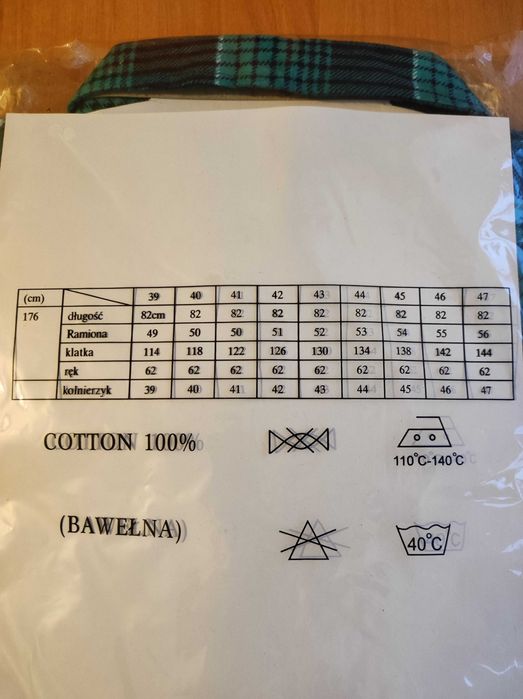 (cm) 39 40 41 42 43 44 45 46 47
176 długość 82cm 82 82 82 82 82 82 82 82
Ramiona 49 50 50 51 52 53 54 55 56
klatka 114 118 122 126 130 134 138 142 144
ręk 62 62 62 62 62 62 62 62 62
kołnierzyk 39 40 41 42 43 44 45 46 47
COTTON 100%
110°C-140°C
(BAWEŁNA)
40°C